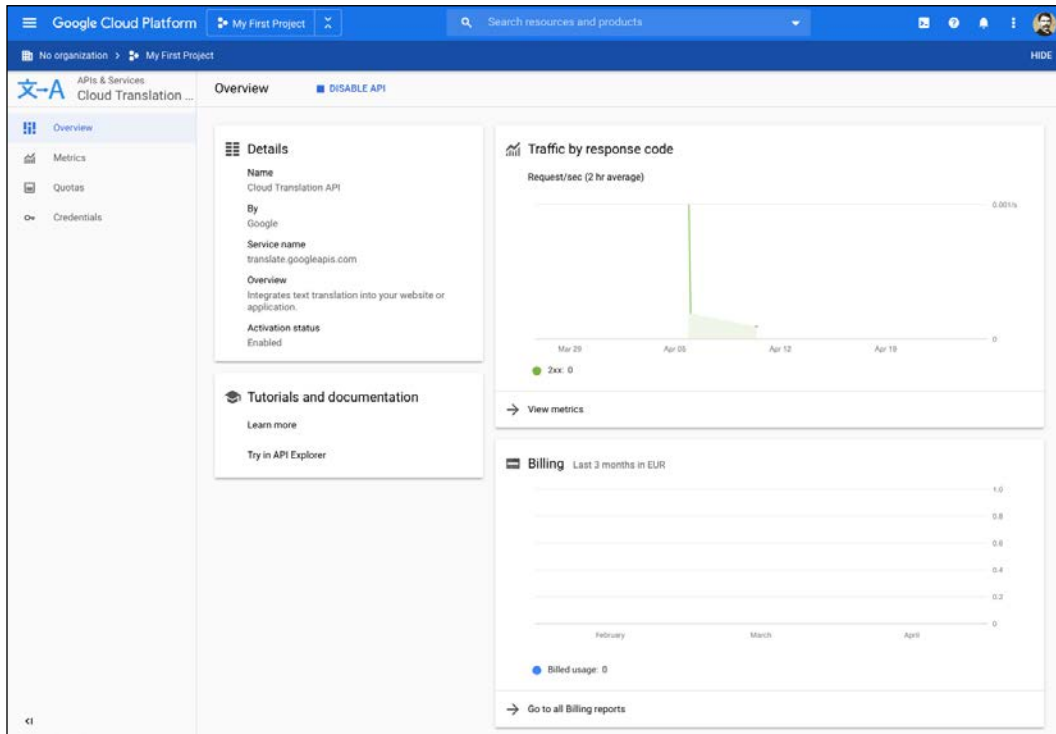 Google Cloud Platform
My First Project
Search resources and products
No organization > My First Project
HIDE
文→A
APIs & Services
Cloud Translation ...
Overview
DISABLE API
Overview
Metrics
Quotas
Credentials
Details
Name
Cloud Translation API
By
Google
Service name
translate.googleapis.com
Overview
Integrates text translation into your website or
application.
Activation status
Enabled
Tutorials and documentation
Learn more
Try in API Explorer
Traffic by response code
Request/sec (2 hr average)
0.001/s
0
Mar 29 Apr 05 Apr 12 Apr 19
2xx: 0
View metrics
Billing Last 3 months in EUR
1.0
0.8
0.6
0.4
0.2
0
February March April
Billed usage: 0
Go to all Billing reports